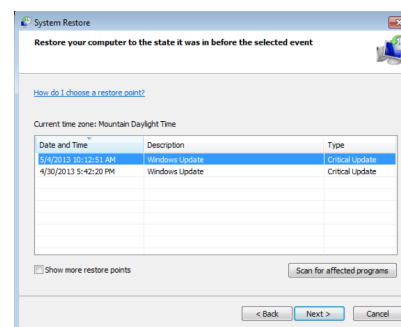 System Restore
Restore your computer to the state it was in before the selected event
How do I choose a restore point?
Current time zone: Mountain Daylight Time
Date and Time Description Type
5/4/2013 10:12:51 AM Windows Update Critical Update
4/30/2013 5:42:20 PM Windows Update Critical Update
Show more restore points Scan for affected programs
< Back Next > Cancel